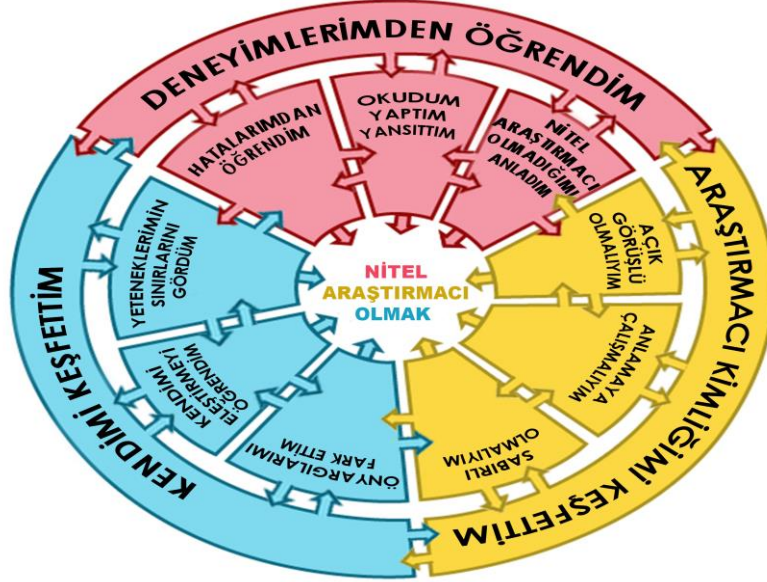 DENEYİMLERİMDEN ÖĞRENDİM
HATALARIMDAN
ÖĞRENDİM
OKUDUM
YAPTIM
YANSITTIM
NİTEL
ARAŞTIRMACI
OLMADIĞIMI
ANLADIM
ARAŞTIRMACI KİMLİĞİMİ KEŞFETTİM
AÇIK
GÖRÜŞLÜ
OLMALIYIM
ANLAMAYA
ÇALIŞMALIYIM
SABIRLI
OLMALIYIM
KENDİMİ KEŞFETTİM
YETENEKLERİMİN
SINIRLARINI
GÖRDÜM
KENDİMİ
ELEŞTİRMEYİ
ÖĞRENDİM
ÖNYARGILARIMI
FARK ETTİM
NİTEL
ARAŞTIRMACI
OLMAK